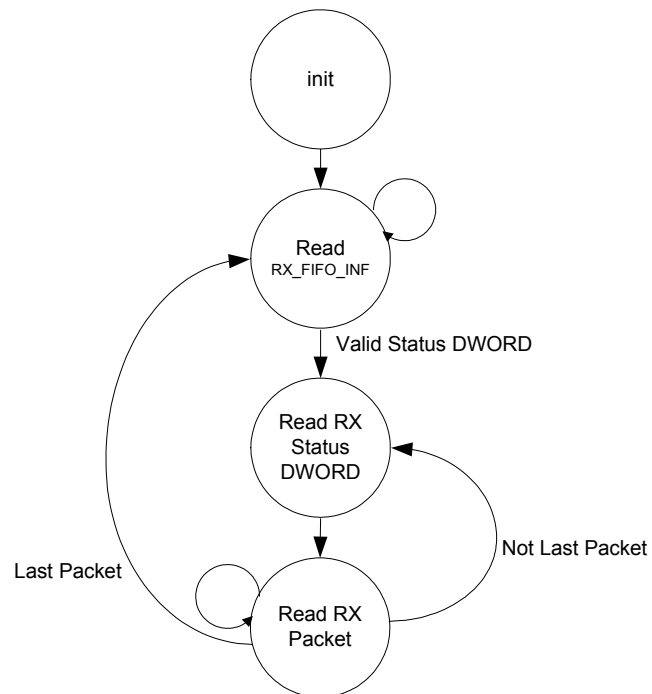 init
Read
RX_FIFO_INF
Valid Status DWORD
Read RX
Status
DWORD
Not Last Packet
Last Packet
Read RX
Packet